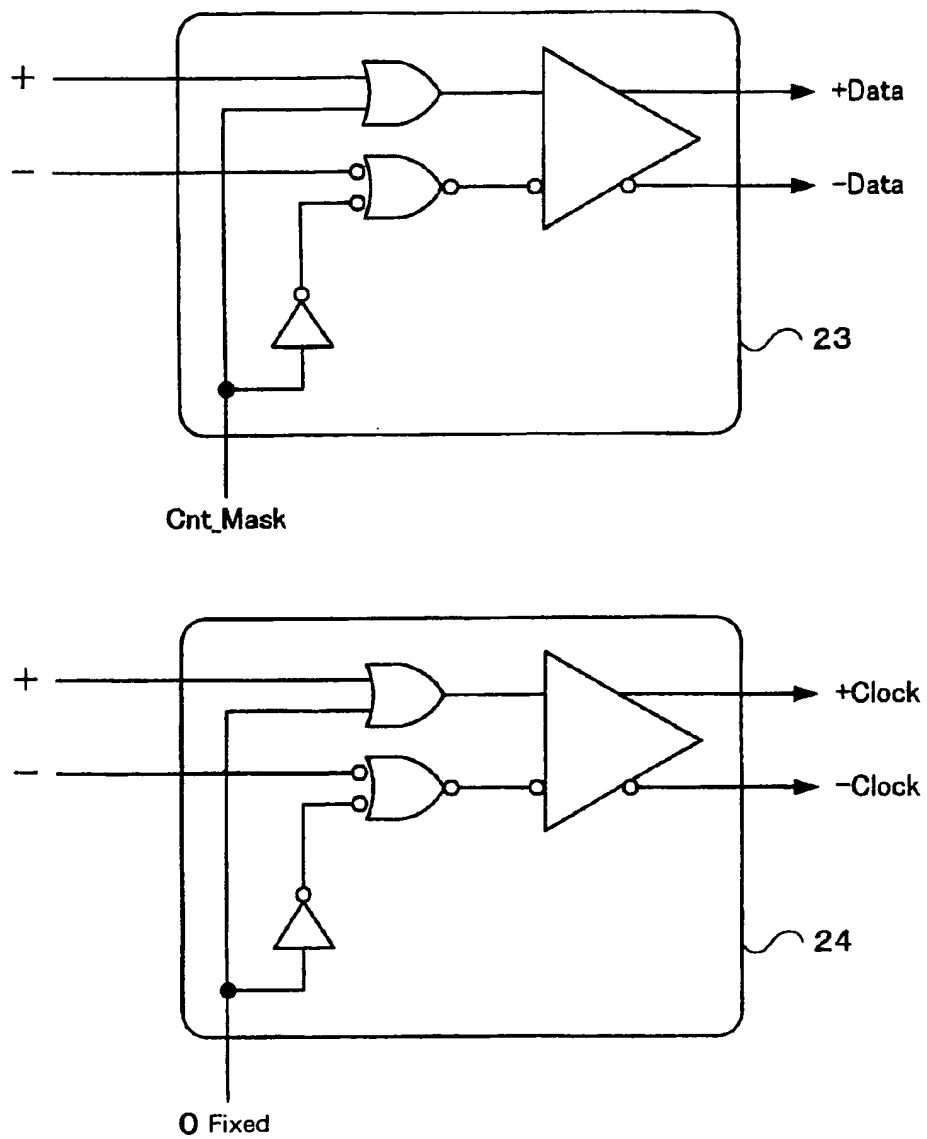 +
+Data
−
−Data
23
Cnt_Mask
+
+Clock
−
−Clock
24
0 Fixed